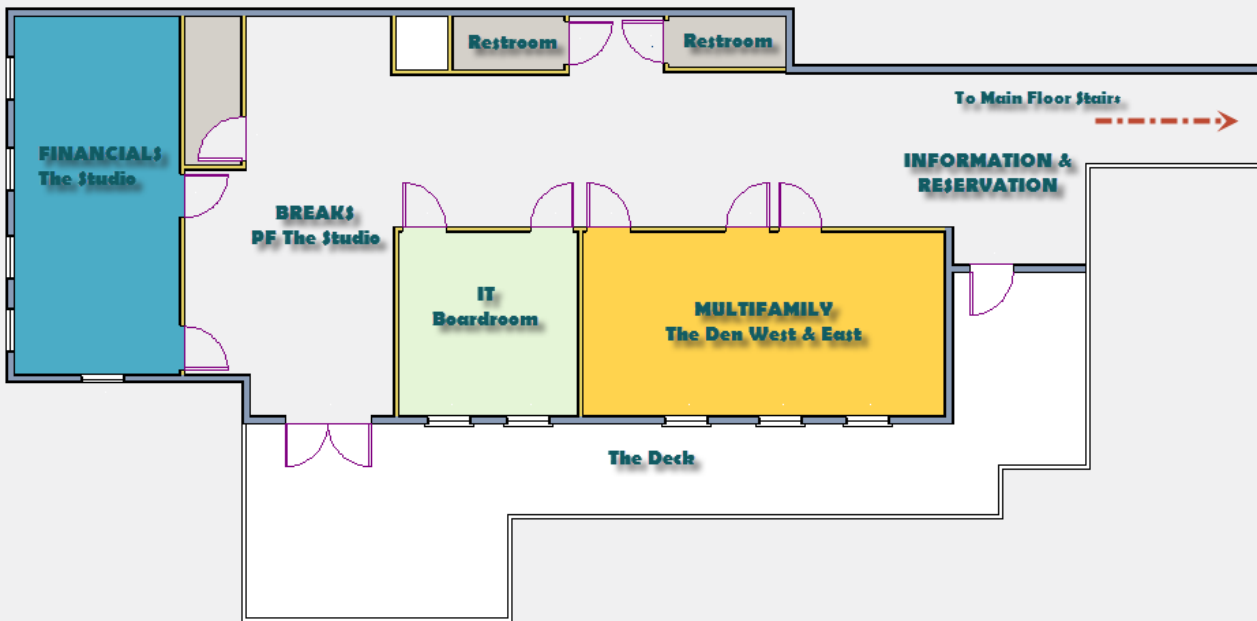 Restroom
Restroom
To Main Floor Stairs
FINANCIALS
The Studio
INFORMATION &
RESERVATION
BREAKS
PF The Studio
IT
Boardroom
MULTIFAMILY
The Den West & East
The Deck